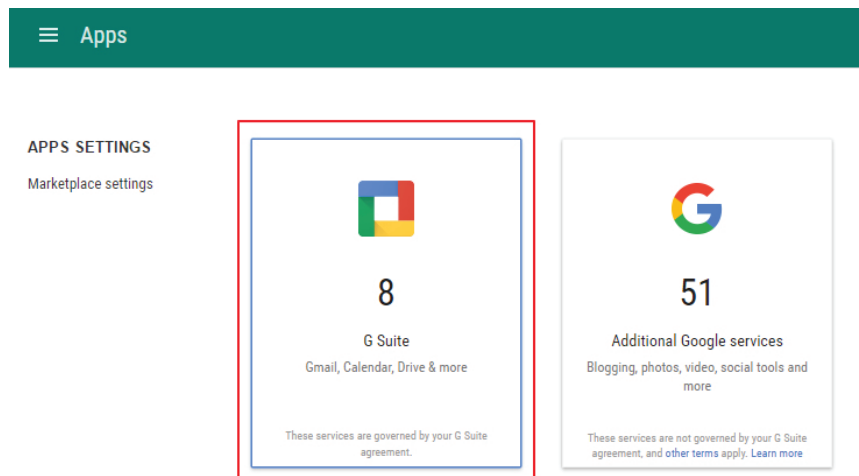 Apps
APPS SETTINGS
Marketplace settings
8
G Suite
Gmail, Calendar, Drive & more
These services are governed by your G Suite
agreement.
51
Additional Google services
Blogging, photos, video, social tools and
more
These services are not governed by your G Suite
agreement, and other terms apply. Learn more